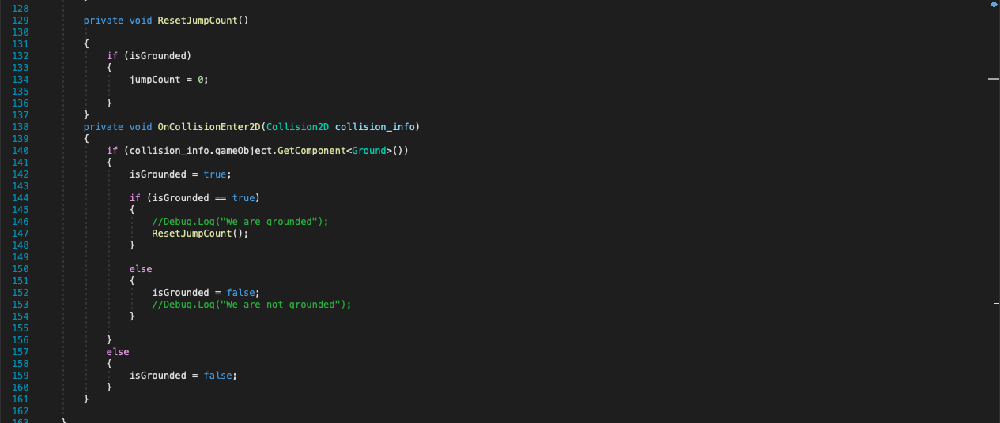 128
129 private void ResetJumpCount()
130
131 {
132 if (isGrounded)
133 {
134 jumpCount = 0;
135
136 }
137 }
138 private void OnCollisionEnter2D(Collision2D collision_info)
139 {
140 if (collision_info.gameObject.GetComponent<Ground>())
141 {
142 isGrounded = true;
143
144 if (isGrounded == true)
145 {
146 //Debug.Log("We are grounded");
147 ResetJumpCount();
148 }
149
150 else
151 {
152 isGrounded = false;
153 //Debug.Log("We are not grounded");
154 }
155
156 }
157 else
158 {
159 isGrounded = false;
160 }
161 }
162
163 }